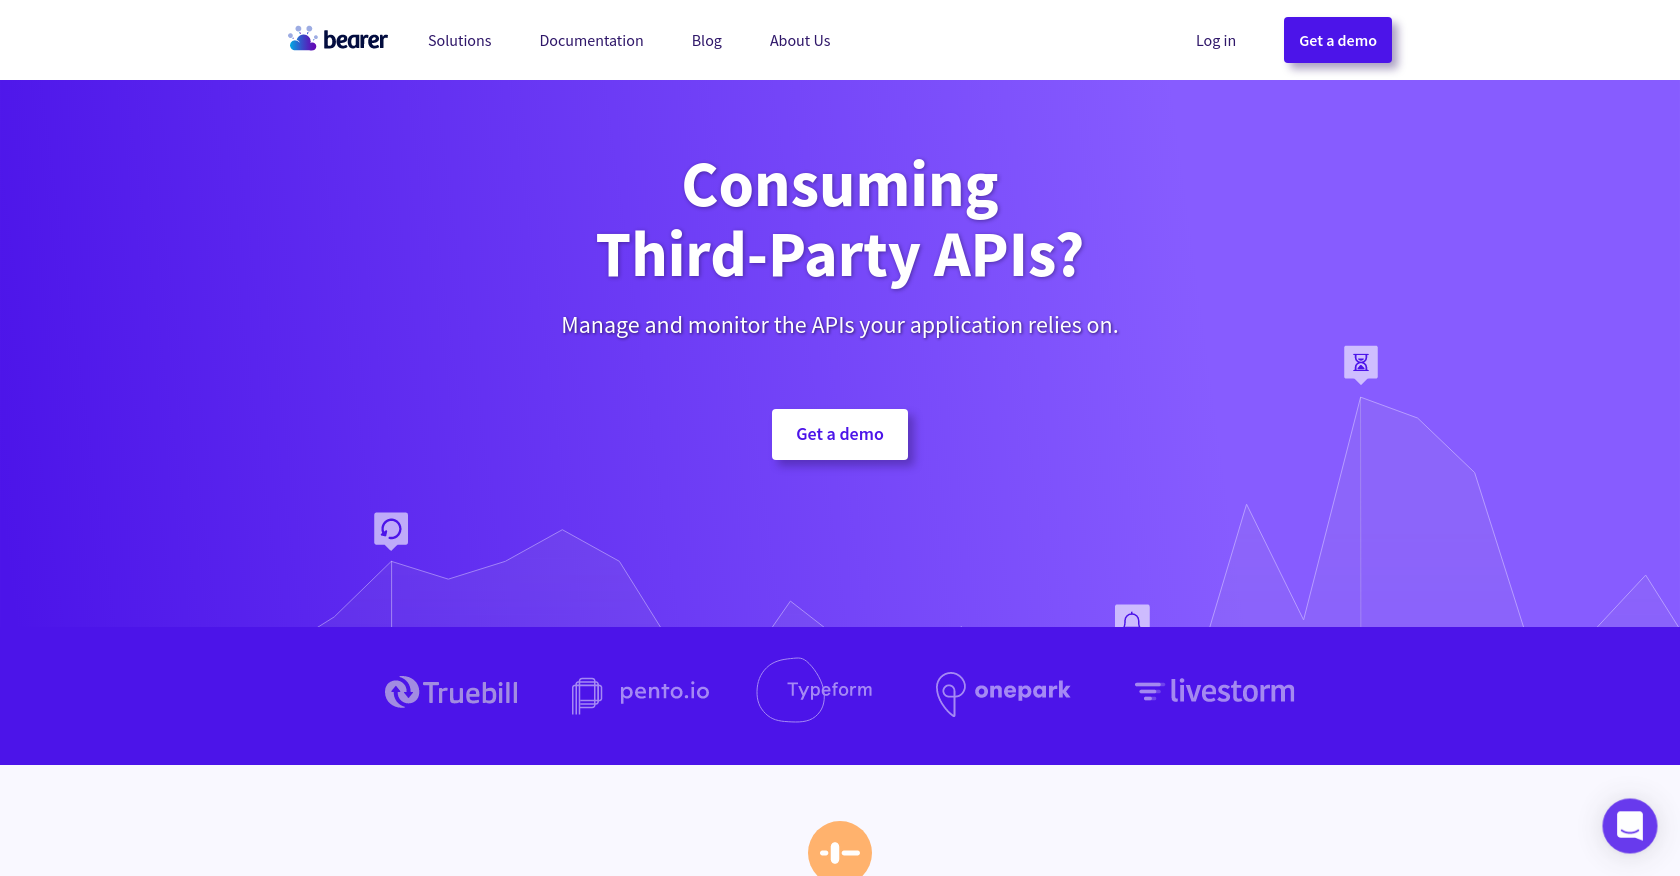 bearer
Solutions
Documentation
Blog
About Us
Log in
Get a demo
Consuming
Third-Party APIs?
Manage and monitor the APIs your application relies on.
Get a demo
Truebill
pento.io
Typeform
onepark
livestorm